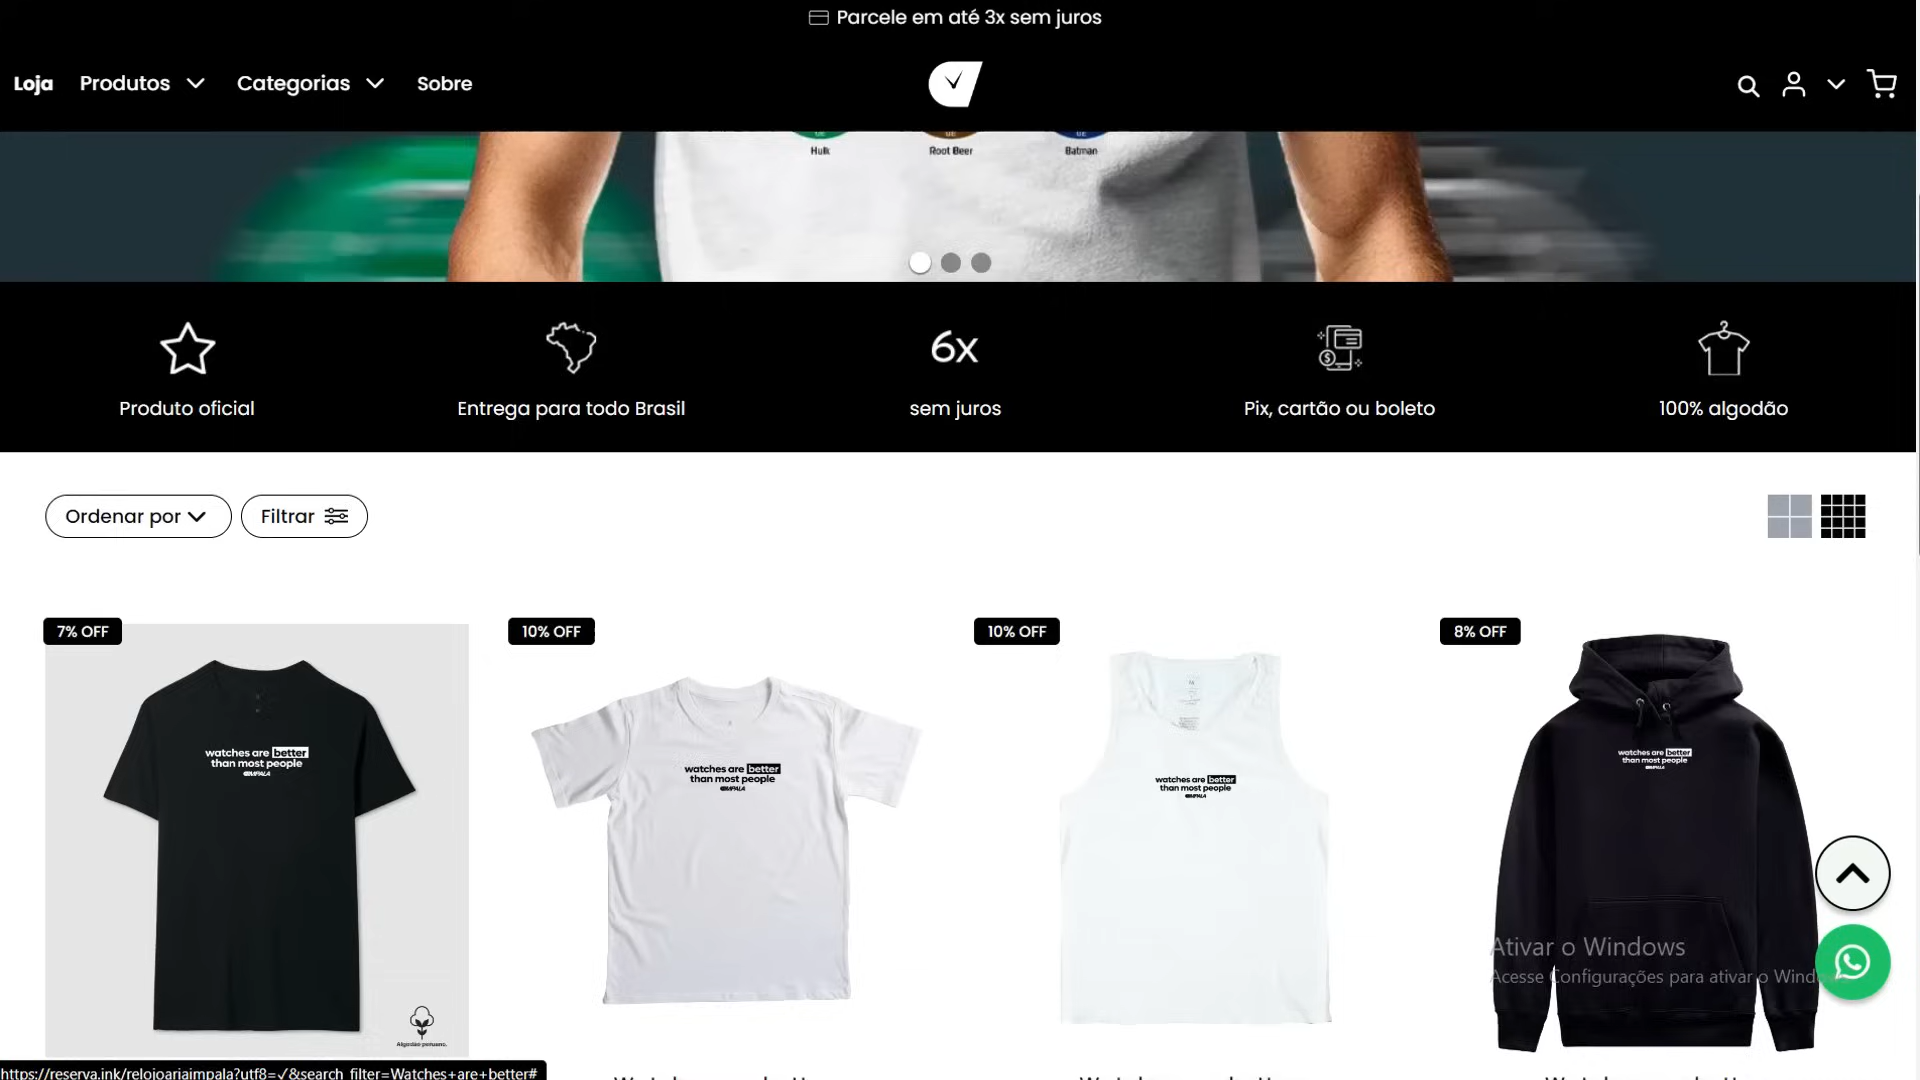 Parcele em até 3x sem juros
Loja Produtos Categorias Sobre
UE UE UE
Hulk Root Beer Batman
6x
Produto oficial Entrega para todo Brasil sem juros Pix, cartão ou boleto 100% algodão
Ordenar por Filtrar
7% OFF 10% OFF 10% OFF 8% OFF
watches are better
than most people
IMPALA
watches are better
than most people
IMPALA
watches are better
than most people
IMPALA
watches are better
than most people
IMPALA
Algodão peruano.
Ativar o Windows
Acesse Configurações para ativar o Windows
https://reserva.ink/relojoariaimpala?utf8=✓&search_filter=Watches+are+better#